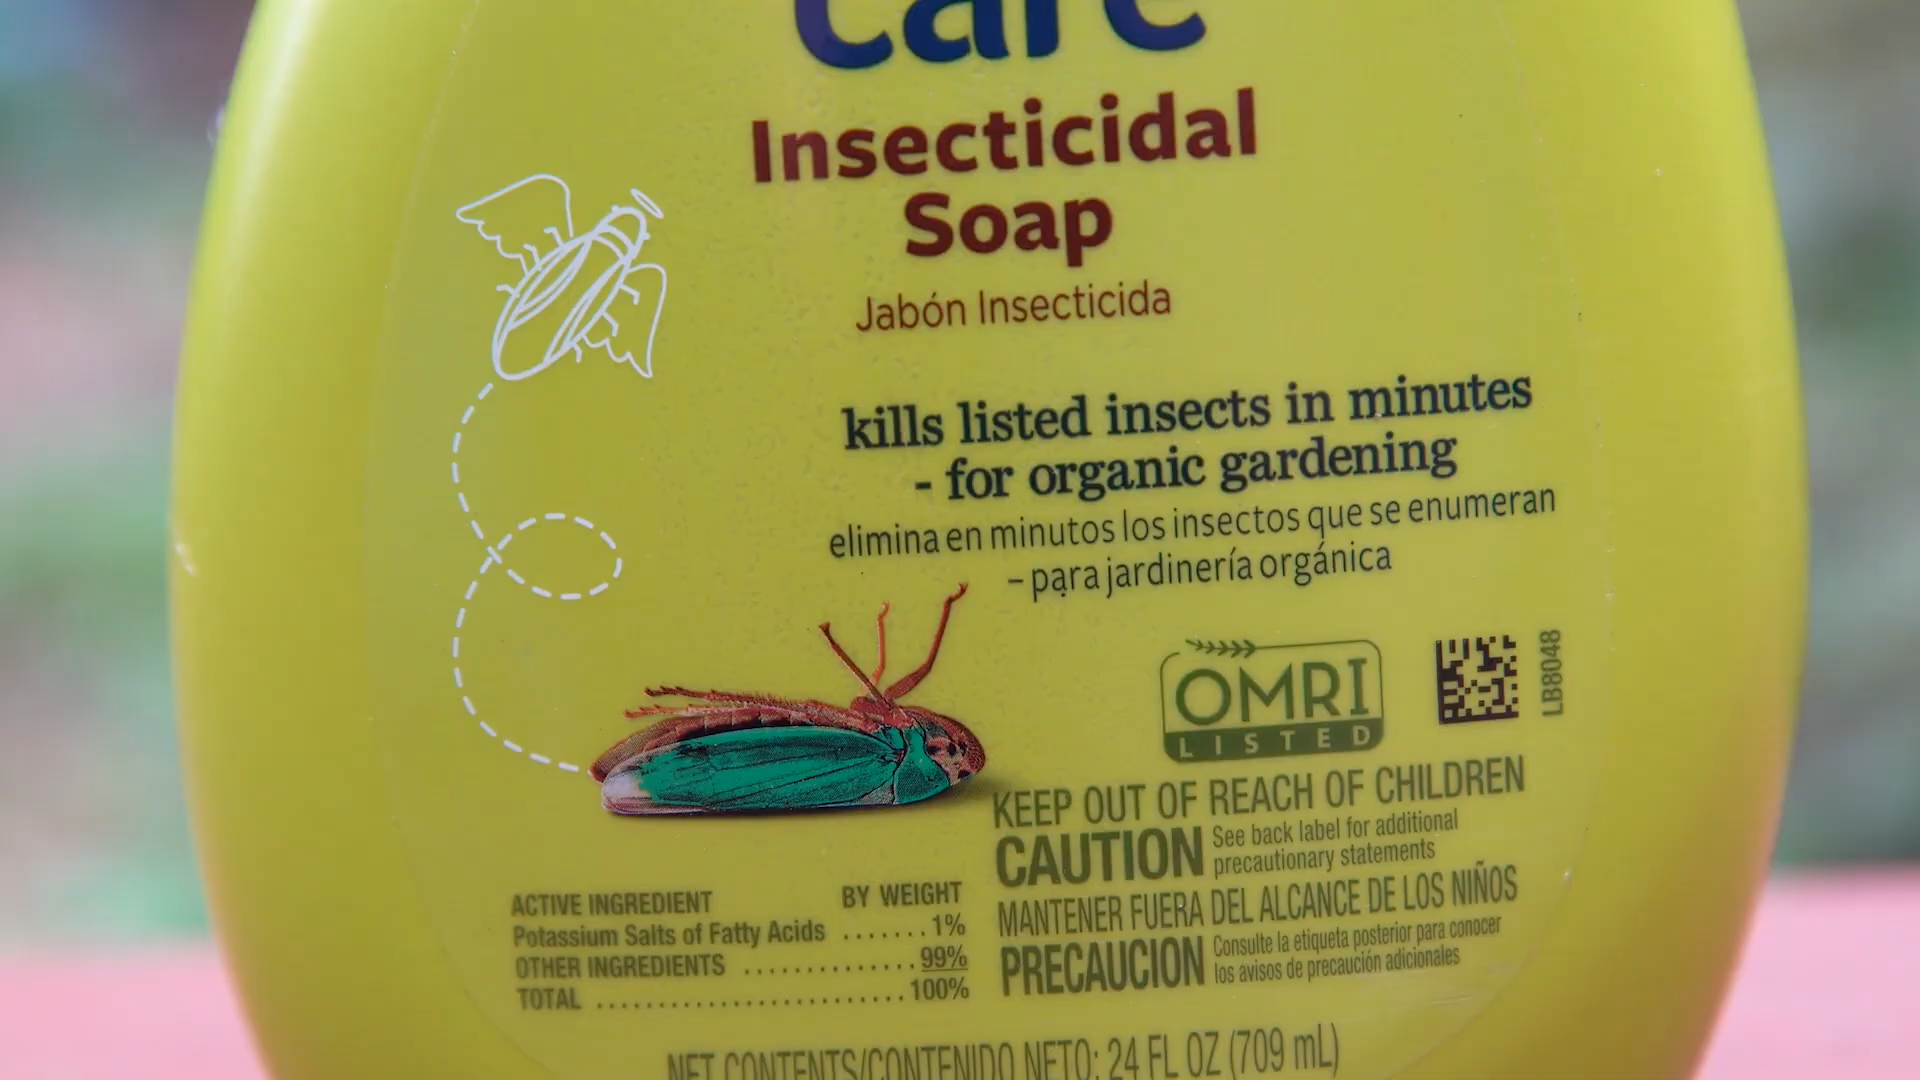 Care
Insecticidal
Soap
Jabón Insecticida
kills listed insects in minutes
- for organic gardening
elimina en minutos los insectos que se enumeran
– para jardinería orgánica
OMRI
LISTED
LB8048
KEEP OUT OF REACH OF CHILDREN
CAUTION See back label for additional
precautionary statements
MANTENER FUERA DEL ALCANCE DE LOS NIÑOS
PRECAUCION Consulte la etiqueta posterior para conocer
los avisos de precaución adicionales
ACTIVE INGREDIENT BY WEIGHT
Potassium Salts of Fatty Acids ....... 1%
OTHER INGREDIENTS .............. 99%
TOTAL ......................... 100%
NET CONTENTS/CONTENIDO NETO: 24 FL OZ (709 mL)